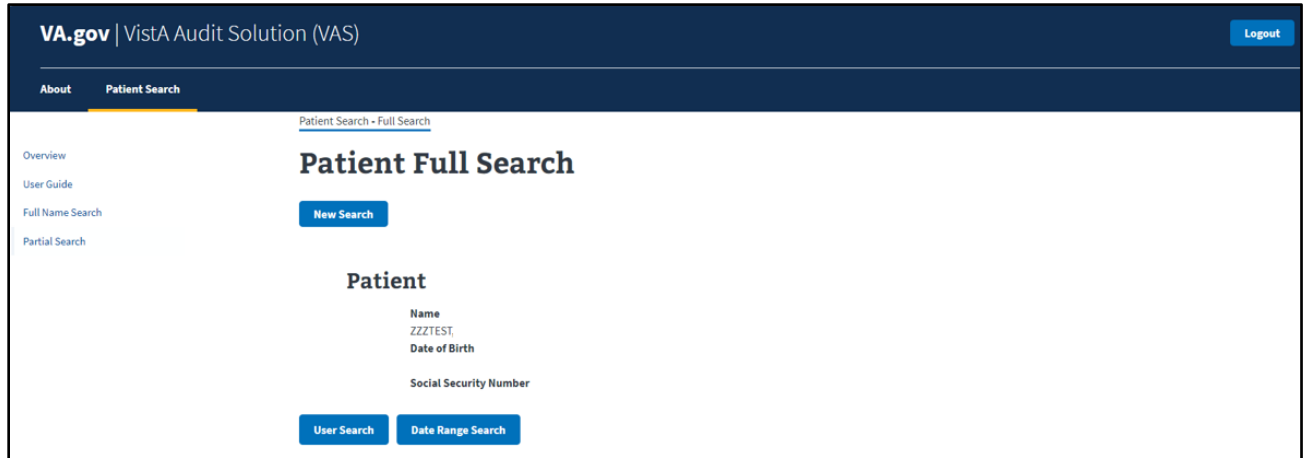 VA.gov | VistA Audit Solution (VAS)
Logout
About
Patient Search
Patient Search - Full Search
Overview
User Guide
Full Name Search
Partial Search
Patient Full Search
New Search
Patient
Name
ZZZTEST,
Date of Birth
Social Security Number
User Search
Date Range Search